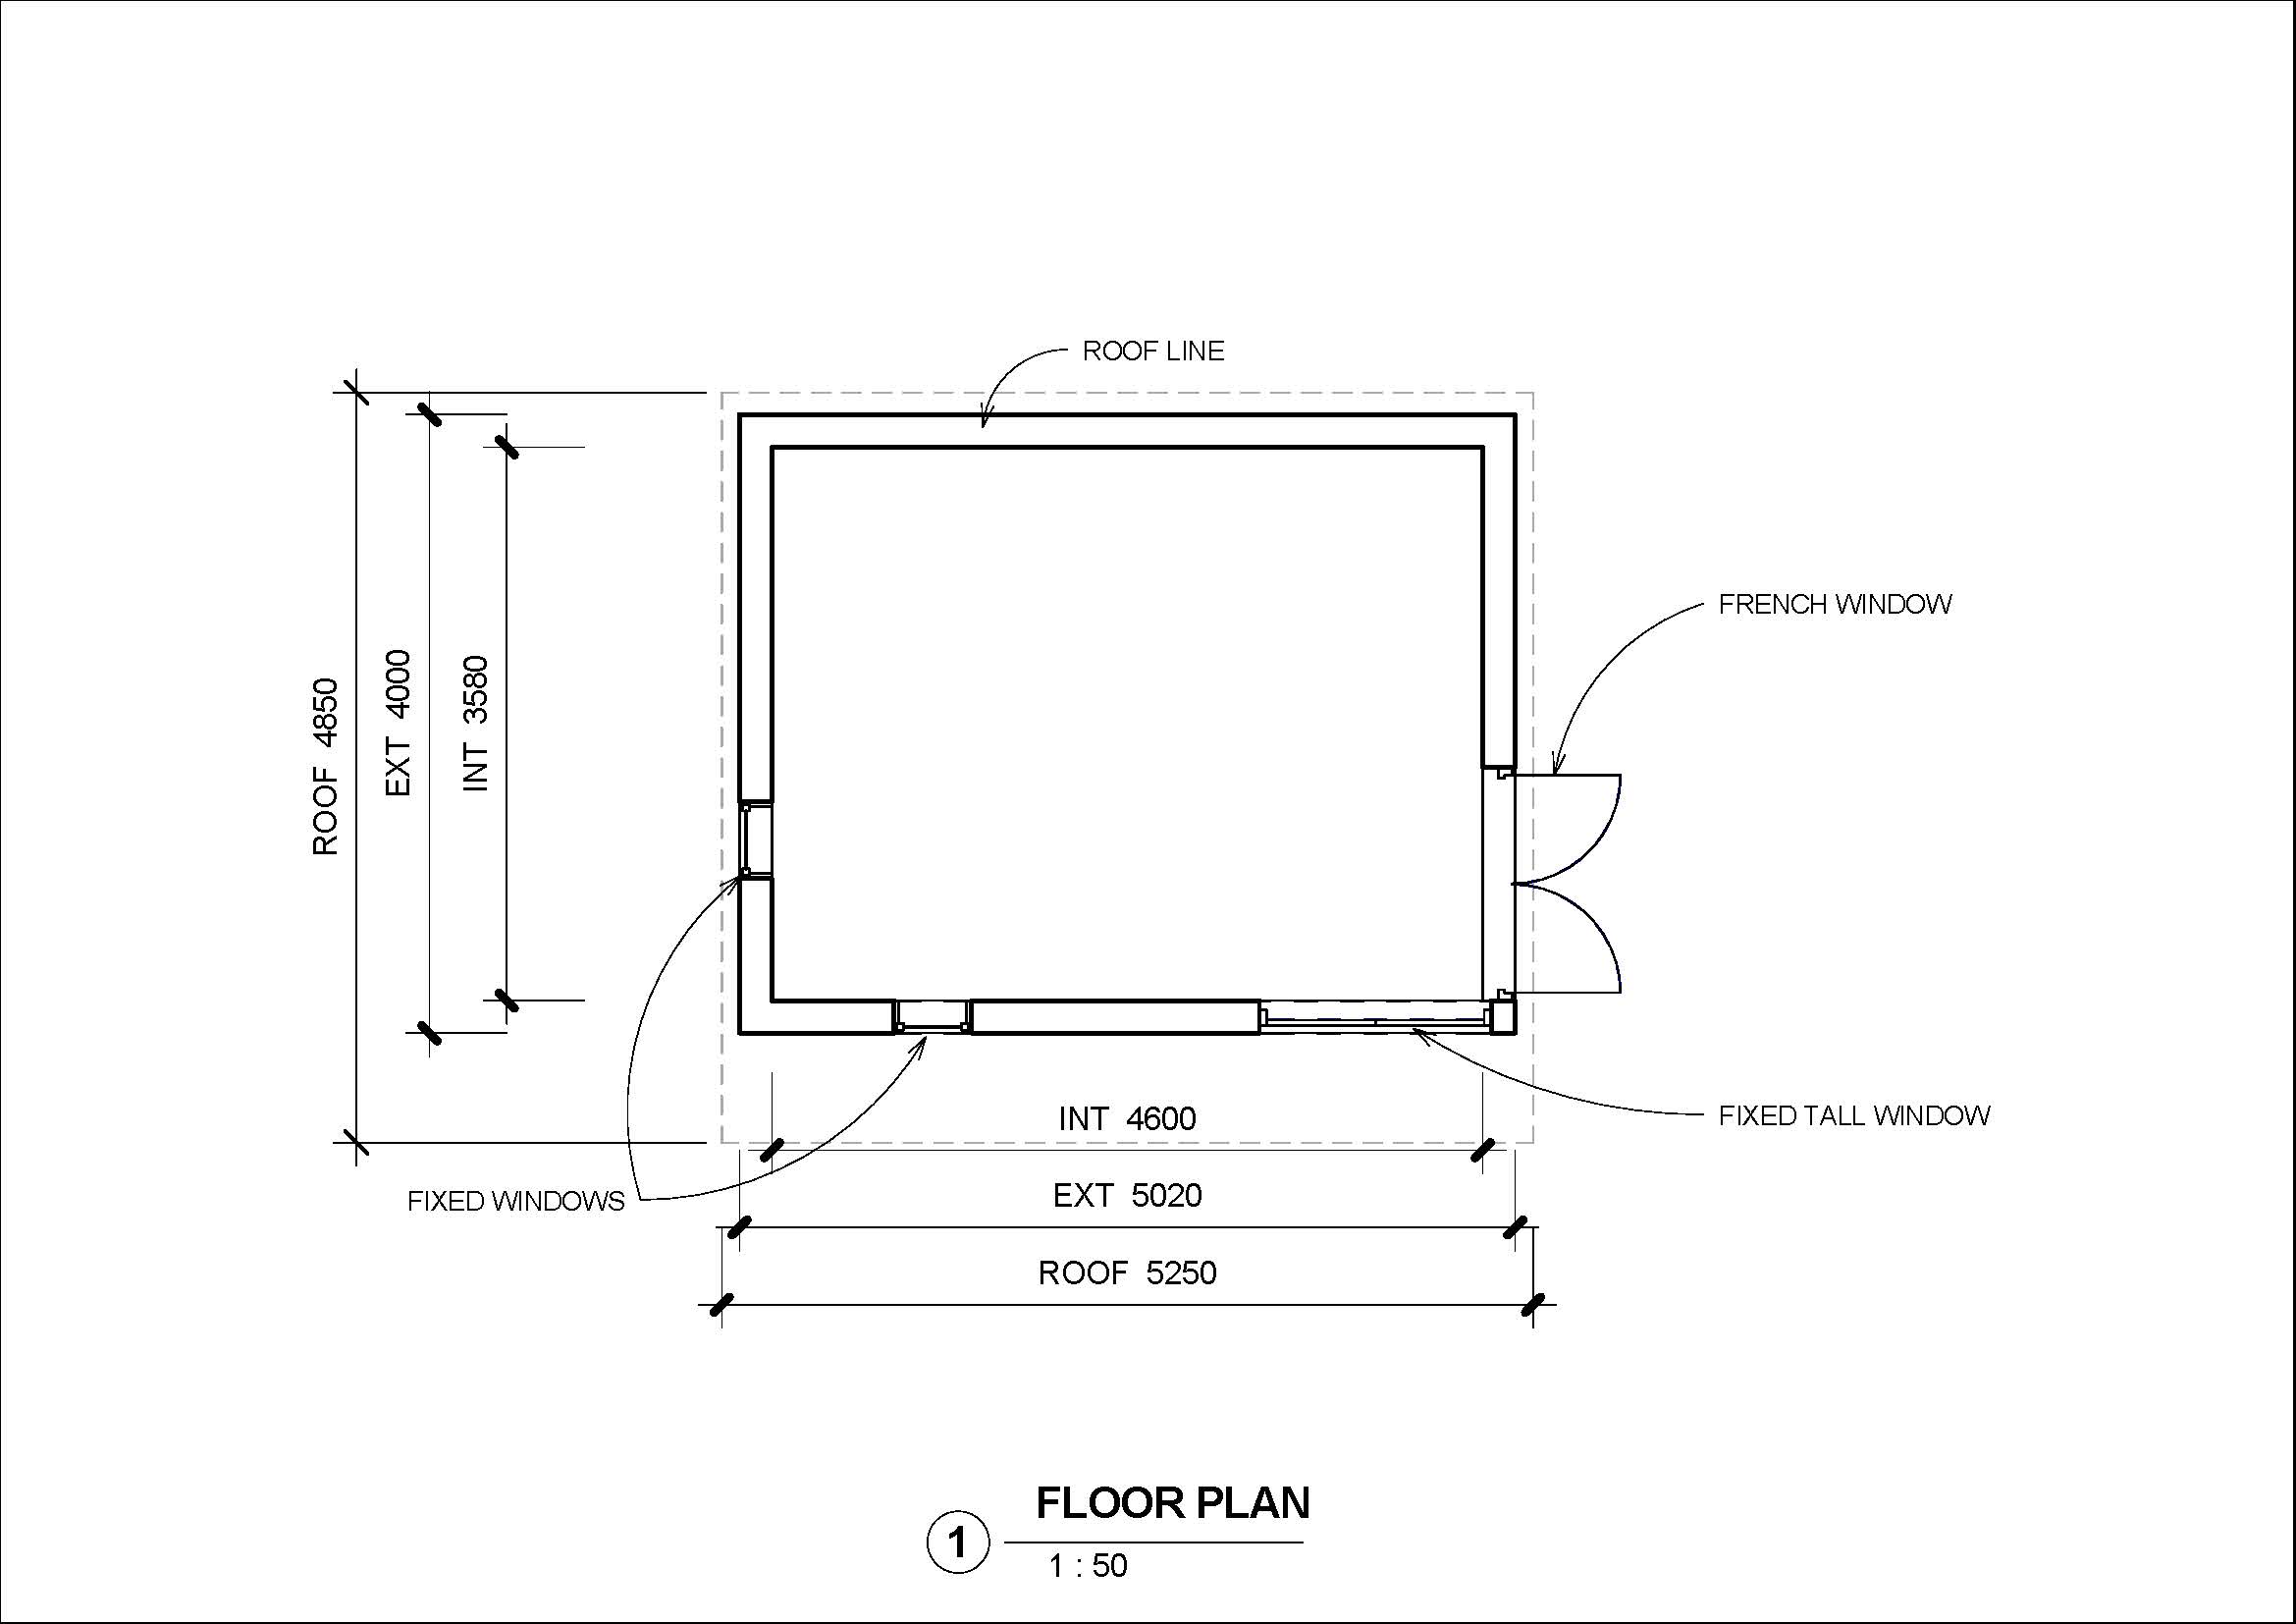 ROOF LINE
FRENCH WINDOW
ROOF 4850
EXT 4000
INT 3580
INT 4600
FIXED TALL WINDOW
FIXED WINDOWS
EXT 5020
ROOF 5250
FLOOR PLAN
1
1 : 50